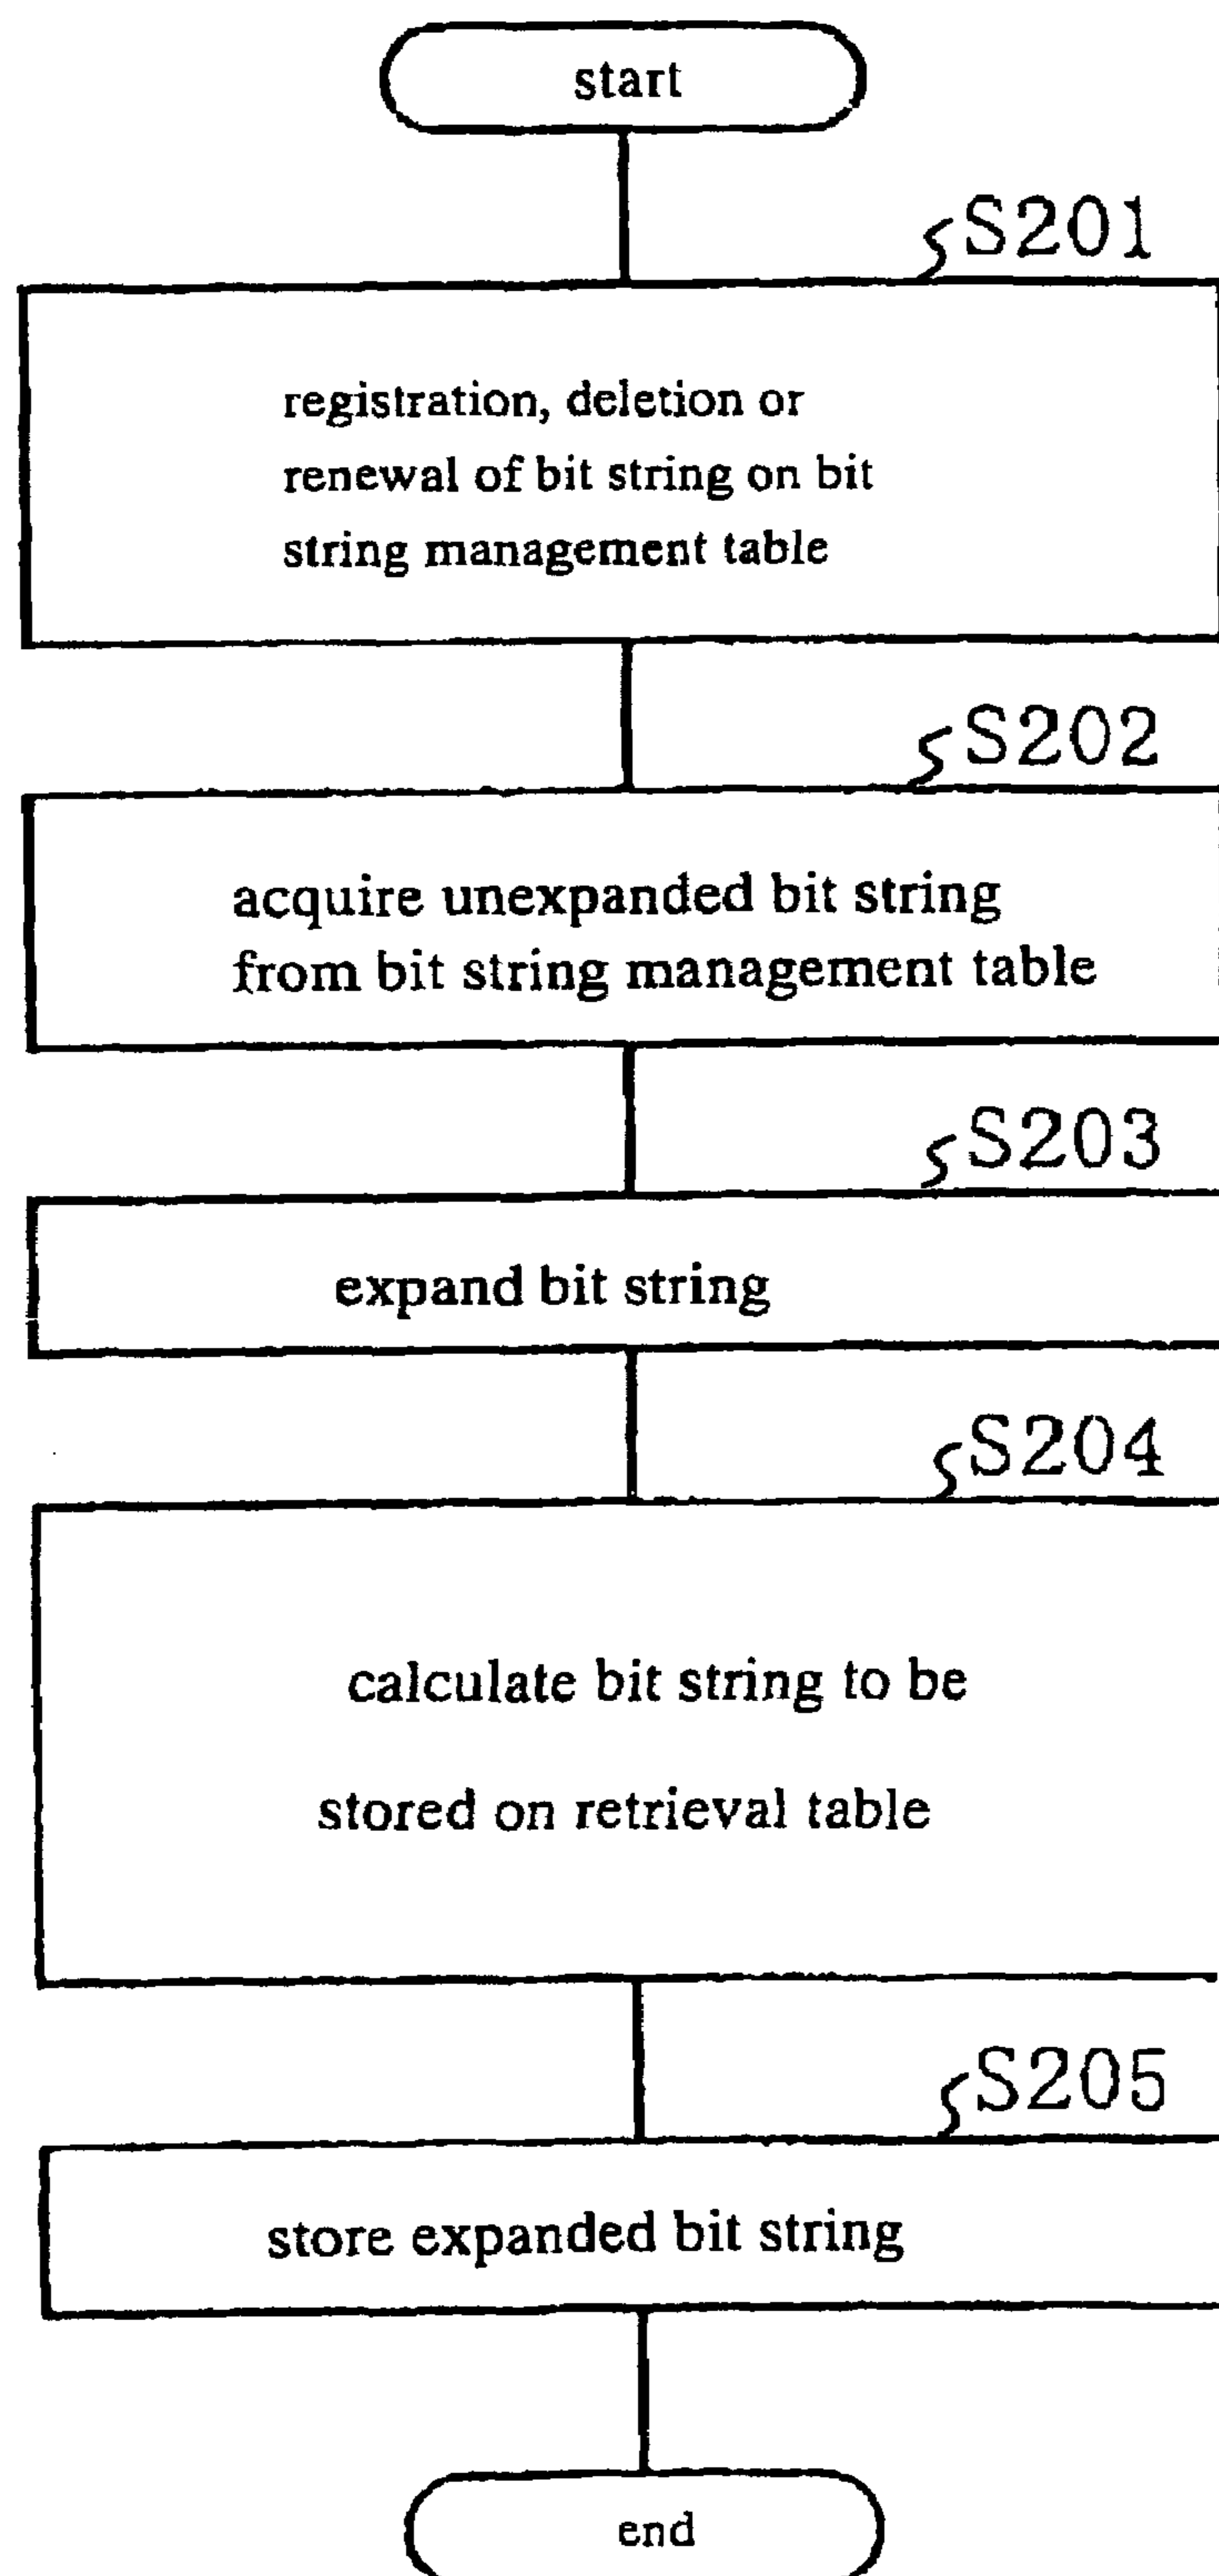 start
S201
registration, deletion or
renewal of bit string on bit
string management table
S202
acquire unexpanded bit string
from bit string management table
S203
expand bit string
S204
calculate bit string to be
stored on retrieval table
S205
store expanded bit string
end